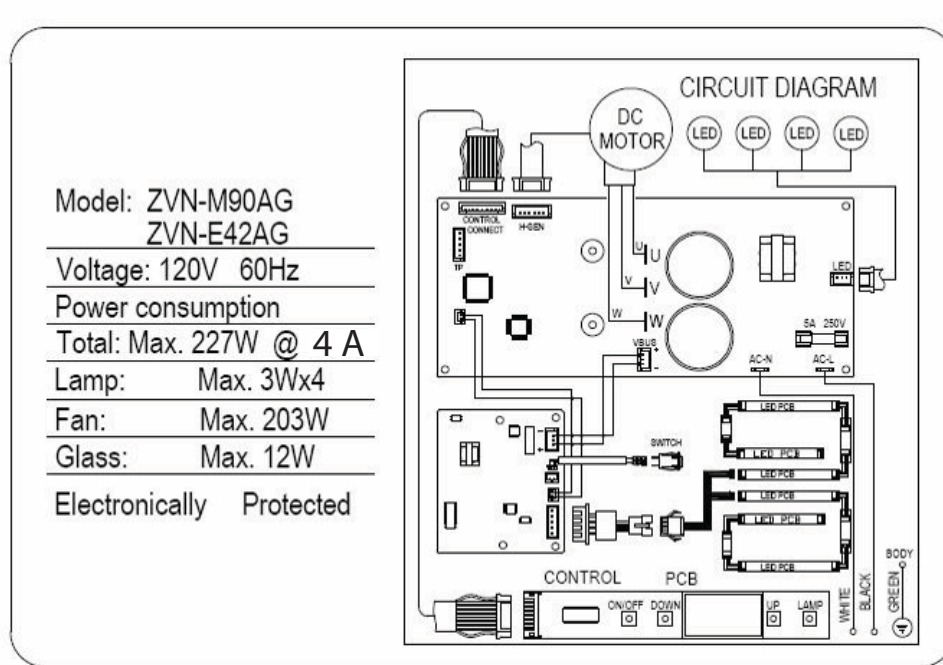 Model: ZVN-M90AG
ZVN-E42AG
Voltage: 120V 60Hz
Power consumption
Total: Max. 227W @ 4 A
Lamp: Max. 3Wx4
Fan: Max. 203W
Glass: Max. 12W
Electronically Protected
CIRCUIT DIAGRAM
DC
MOTOR
LED LED LED LED
CONTROL
CONNECT
H-SEN
TP
U U
V V
W W
LED
5A 250V
VBUS
+
-
AC-N AC-L
-
+
SWITCH
LED PCB
LED PCB
LED PCB
LED PCB
LED PCB
LED PCB
BODY
WHITE
BLACK
GREEN
CONTROL PCB
ON/OFF DOWN UP LAMP